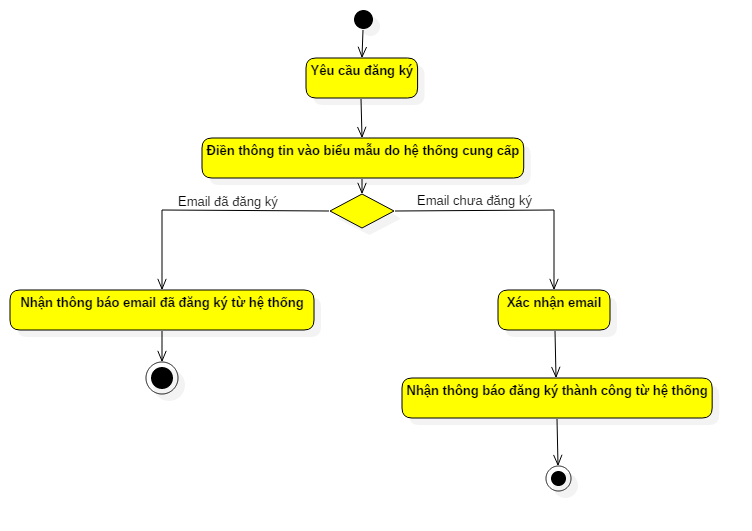 Yêu cầu đăng ký
Điền thông tin vào biểu mẫu do hệ thống cung cấp
Email đã đăng ký
Email chưa đăng ký
Nhận thông báo email đã đăng ký từ hệ thống
Xác nhận email
Nhận thông báo đăng ký thành công từ hệ thống